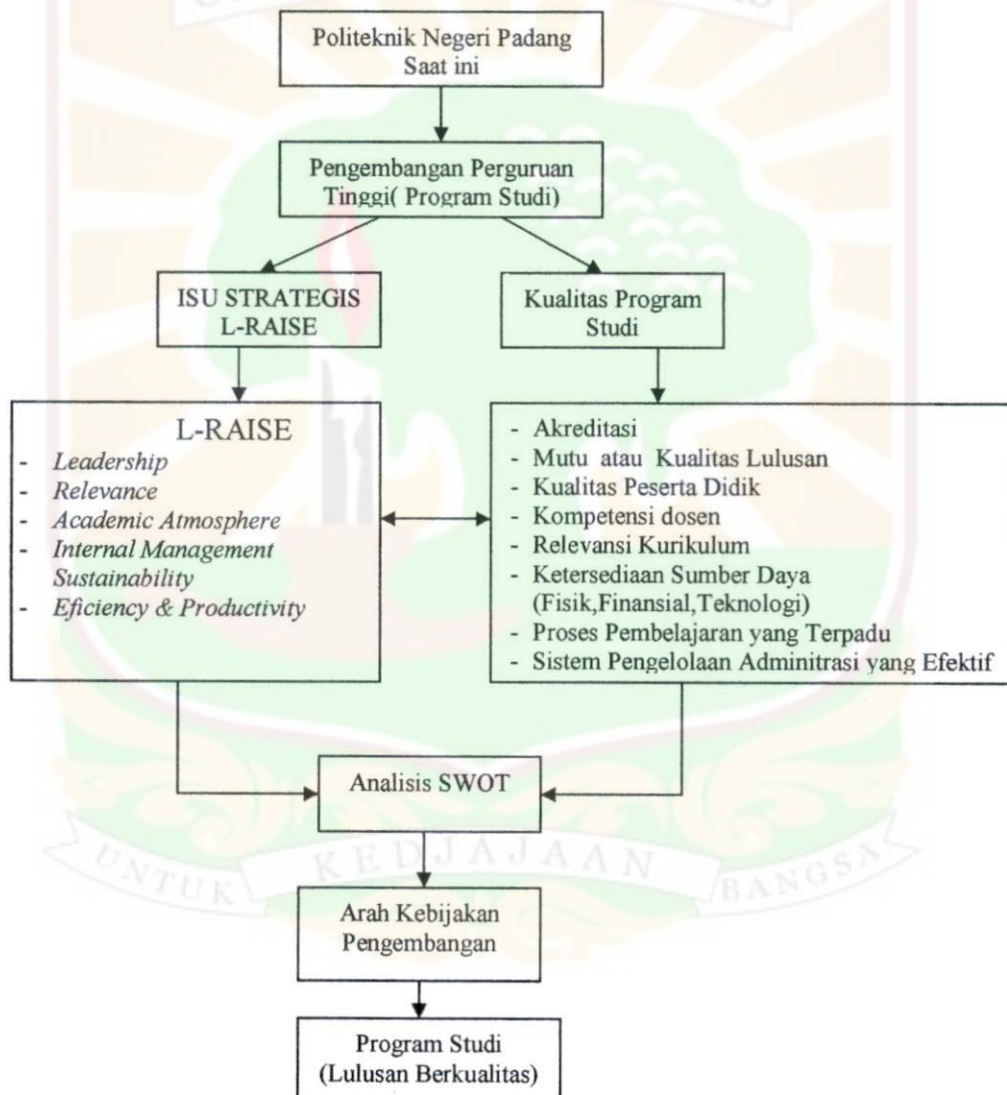 Politeknik Negeri Padang
Saat ini
Pengembangan Perguruan
Tinggi( Program Studi)
ISU STRATEGIS
L-RAISE
Kualitas Program
Studi
L-RAISE
- Leadership
- Relevance
- Academic Atmosphere
- Internal Management
Sustainability
- Eficiency & Productivity
- Akreditasi
- Mutu atau Kualitas Lulusan
- Kualitas Peserta Didik
- Kompetensi dosen
- Relevansi Kurikulum
- Ketersediaan Sumber Daya
(Fisik,Finansial,Teknologi)
- Proses Pembelajaran yang Terpadu
- Sistem Pengelolaan Adminitrasi yang Efektif
Analisis SWOT
UNTUK KEDJAJAAN BANGSA
Arah Kebijakan
Pengembangan
Program Studi
(Lulusan Berkualitas)